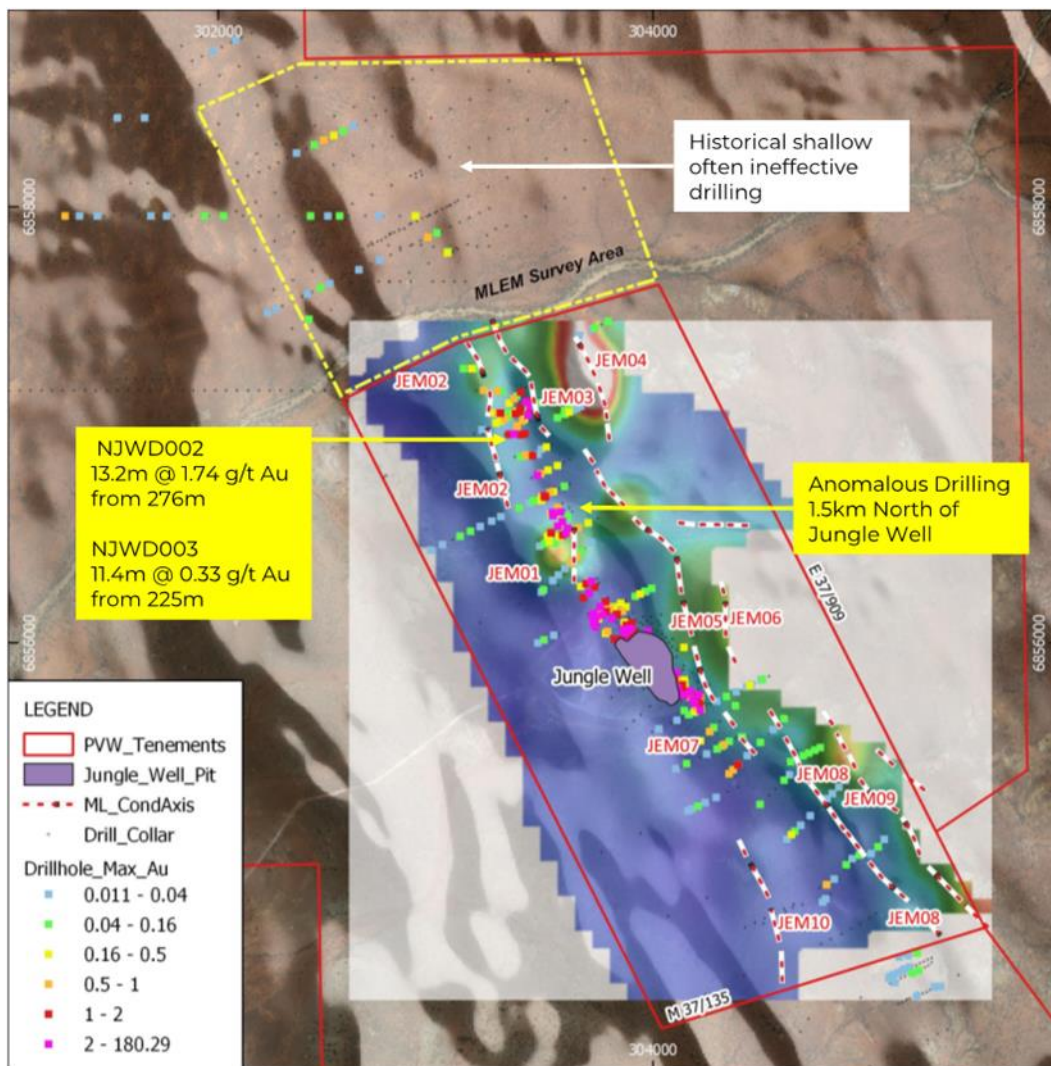 302000
304000
Historical shallow
often ineffective
drilling
6858000
6858000
MLEM Survey Area
JEM04
JEM02
JEM03
NJWD002
13.2m @ 1.74 g/t Au
from 276m
NJWD003
11.4m @ 0.33 g/t Au
from 225m
JEM02
Anomalous Drilling
1.5km North of
Jungle Well
JEM01
E 37/909
JEM05
JEM06
6856000
6856000
Jungle Well
JEM07
JEM08
JEM09
JEM10
JEM08
M 37/135
304000
LEGEND
PVW_Tenements
Jungle_Well_Pit
ML_CondAxis
Drill_Collar
Drillhole_Max_Au
0.011 - 0.04
0.04 - 0.16
0.16 - 0.5
0.5 - 1
1 - 2
2 - 180.29